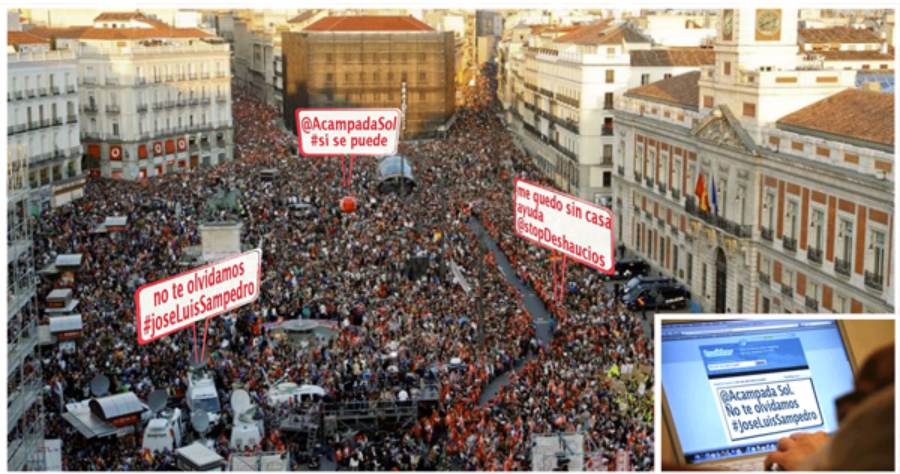 @AcampadaSol
#si se puede
me quedo sin casa
ayuda
@stopDeshaucios
no te olvidamos
#joseLuisSampedro
twitter
@Acampada Sol.
No te olvidamos
#JoseLuisSampedro